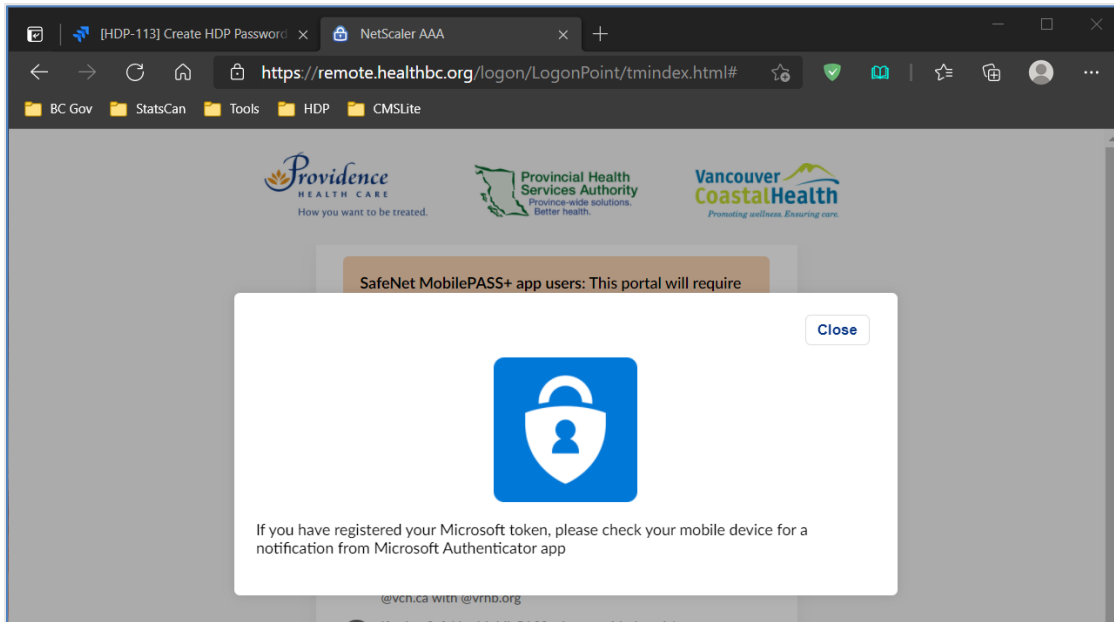 [HDP-113] Create HDP Password
NetScaler AAA
https://remote.healthbc.org/logon/LogonPoint/tmindex.html#
BC Gov
StatsCan
Tools
HDP
CMSLite
Providence
HEALTH CARE
How you want to be treated.
Provincial Health
Services Authority
Province-wide solutions.
Better health.
Vancouver
CoastalHealth
Promoting wellness. Ensuring care.
SafeNet MobilePASS+ app users: This portal will require
Close
If you have registered your Microsoft token, please check your mobile device for a
notification from Microsoft Authenticator app
@vch.ca with @vrhb.org